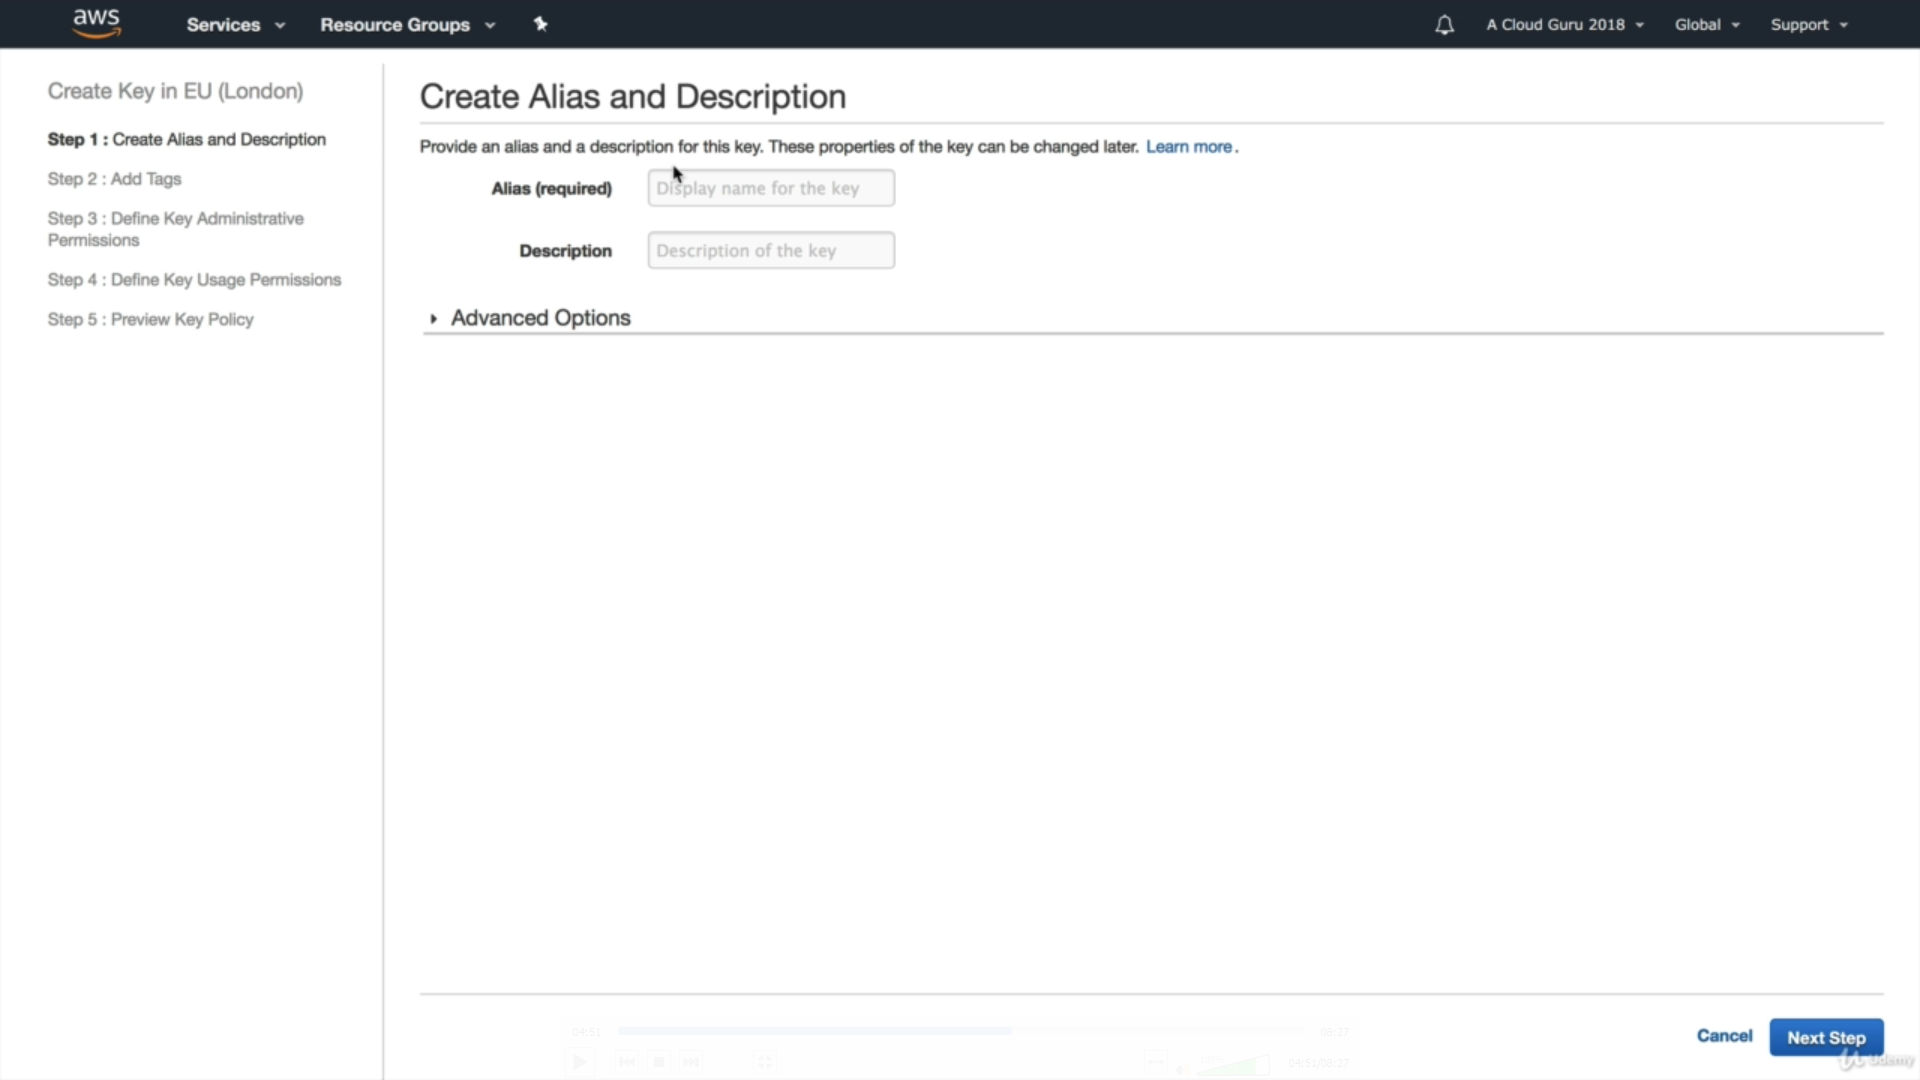 aws Services Resource Groups A Cloud Guru 2018 Global Support
Create Key in EU (London)
Step 1 : Create Alias and Description
Step 2 : Add Tags
Step 3 : Define Key Administrative
Permissions
Step 4 : Define Key Usage Permissions
Step 5 : Preview Key Policy
Create Alias and Description
Provide an alias and a description for this key. These properties of the key can be changed later. Learn more.
Alias (required) Display name for the key
Description Description of the key
Advanced Options
04:51
Cancel Next Step
Udemy